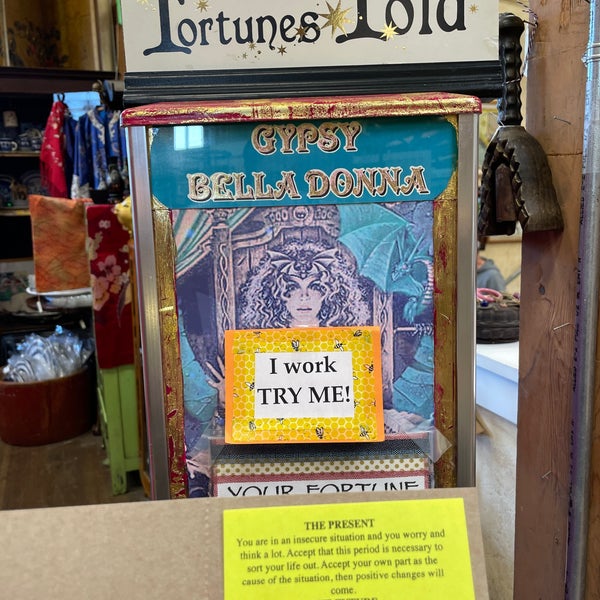 Fortunes Told
GYPSY
BELLA DONNA
I work
TRY ME!
YOUR FORTUNE
THE PRESENT
You are in an insecure situation and you worry and
think a lot. Accept that this period is necessary to
sort your life out. Accept your own part as the
cause of the situation, then positive changes will
come.